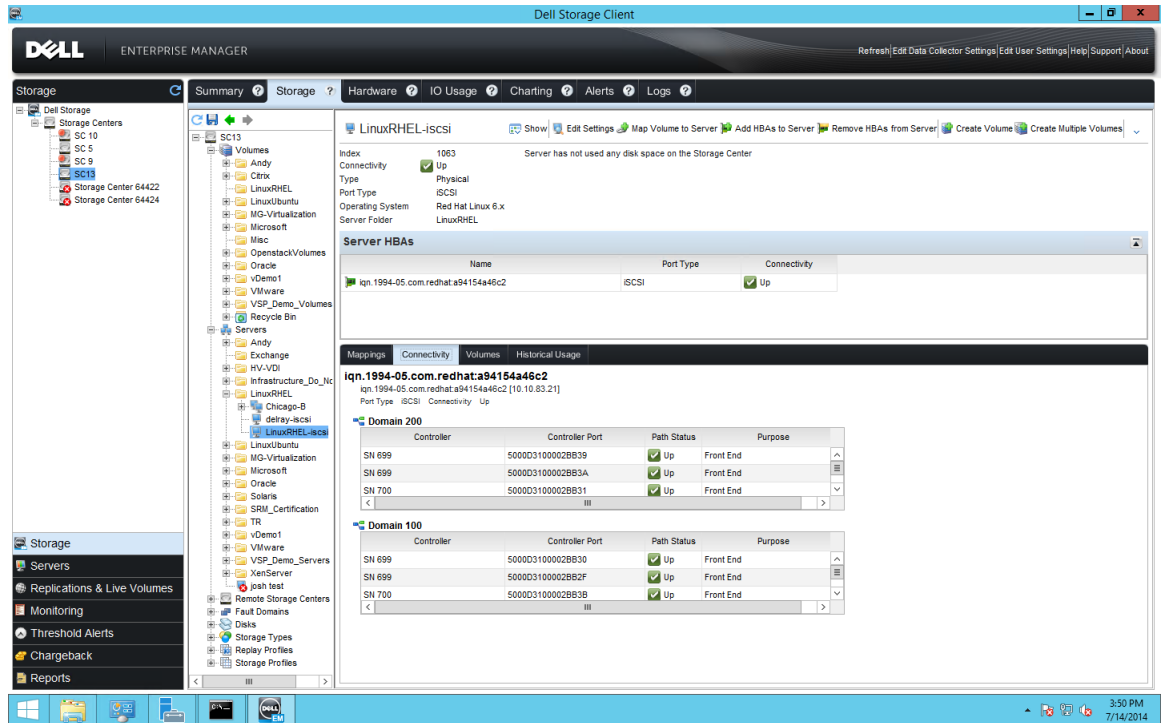 Dell Storage Client
DELL ENTERPRISE MANAGER
Refresh|Edit Data Collector Settings|Edit User Settings|Help|Support|About
Storage
Dell Storage
Storage Centers
SC 10
SC 5
SC 9
SC13
Storage Center 64422
Storage Center 64424
Storage
Servers
Replications & Live Volumes
Monitoring
Threshold Alerts
Chargeback
Reports
Summary ? Storage ? Hardware ? IO Usage ? Charting ? Alerts ? Logs ?
SC13
Volumes
Andy
Citrix
LinuxRHEL
LinuxUbuntu
MG-Virtualization
Microsoft
Misc
OpenstackVolumes
Oracle
vDemo1
VMware
VSP_Demo_Volumes
Recycle Bin
Servers
Andy
Exchange
HV-VDI
Infrastructure_Do_Nc
LinuxRHEL
Chicago-B
delray-iscsi
LinuxRHEL-iscsi
LinuxUbuntu
MG-Virtualization
Microsoft
Oracle
Solaris
SRM_Certification
TR
vDemo1
VMware
VSP_Demo_Servers
XenServer
josh test
Remote Storage Centers
Fault Domains
Disks
Storage Types
Replay Profiles
Storage Profiles
LinuxRHEL-iscsi
Show Edit Settings Map Volume to Server Add HBAs to Server Remove HBAs from Server Create Volume Create Multiple Volumes
Index 1063 Server has not used any disk space on the Storage Center
Connectivity Up
Type Physical
Port Type iSCSI
Operating System Red Hat Linux 6.x
Server Folder LinuxRHEL
Server HBAs
Name Port Type Connectivity
iqn.1994-05.com.redhat:a94154a46c2 iSCSI Up
Mappings Connectivity Volumes Historical Usage
iqn.1994-05.com.redhat:a94154a46c2
iqn.1994-05.com.redhat:a94154a46c2 [10.10.83.21]
Port Type iSCSI Connectivity Up
Domain 200
Controller Controller Port Path Status Purpose
SN 699 5000D3100002BB39 Up Front End
SN 699 5000D3100002BB3A Up Front End
SN 700 5000D3100002BB31 Up Front End
Domain 100
Controller Controller Port Path Status Purpose
SN 699 5000D3100002BB30 Up Front End
SN 699 5000D3100002BB2F Up Front End
SN 700 5000D3100002BB3B Up Front End
DELL EM
3:50 PM
7/14/2014